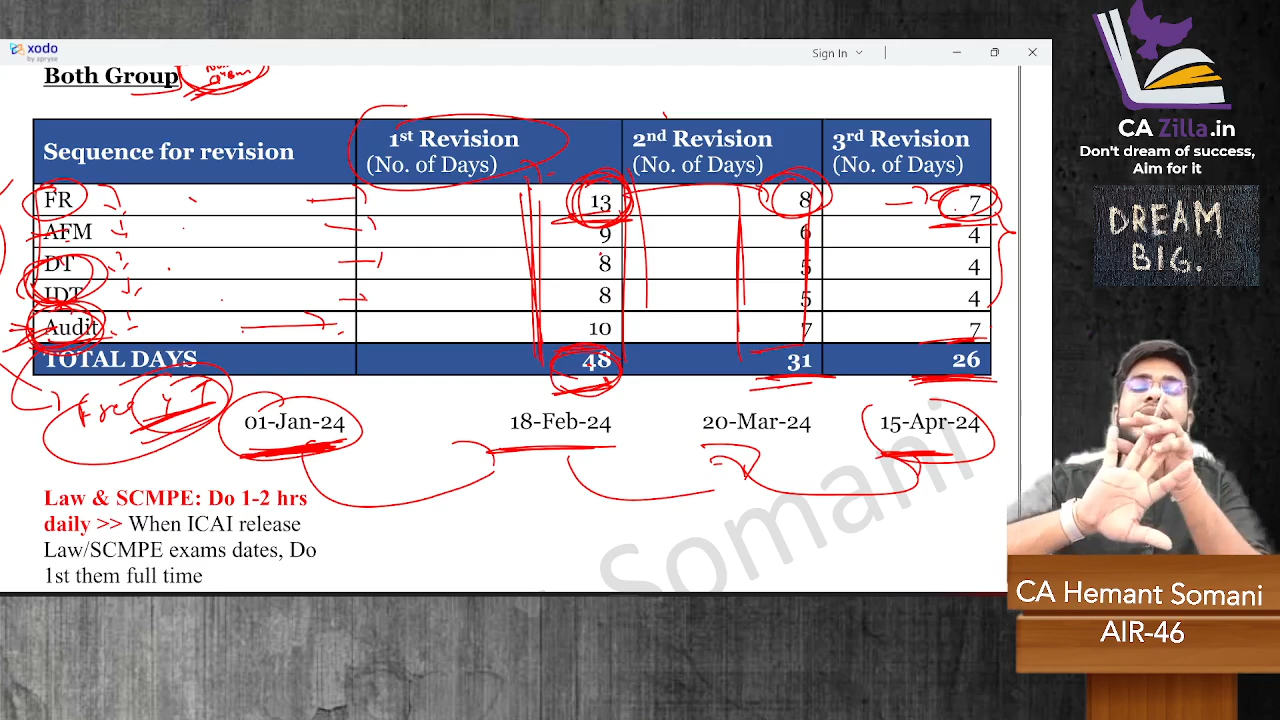 xodo
by apryse
Sign In
Both Group
Sequence for revision 1st Revision (No. of Days) 2nd Revision (No. of Days) 3rd Revision (No. of Days)
FR 13 8 7
AFM 9 6 4
DT 8 5 4
IDT 8 5 4
Audit 10 7 7
TOTAL DAYS 48 31 26
01-Jan-24 18-Feb-24 20-Mar-24 15-Apr-24
Law & SCMPE: Do 1-2 hrs
daily >> When ICAI release
Law/SCMPE exams dates, Do
1st them full time
Somani
CA Zilla.in
Don't dream of success,
Aim for it
DREAM
BIG.
CA Hemant Somani
AIR-46